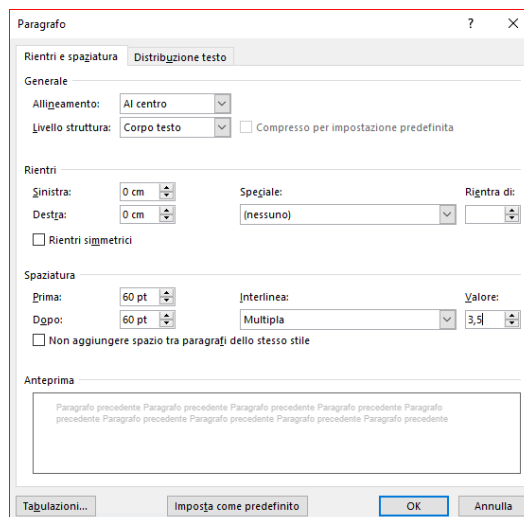 Paragrafo ? ×
Rientri e spaziatura Distribuzione testo
Generale
Allineamento: Al centro
Livello struttura: Corpo testo Compresso per impostazione predefinita
Rientri
Sinistra: 0 cm Speciale: Rientra di:
Destra: 0 cm (nessuno)
Rientri simmetrici
Spaziatura
Prima: 60 pt Interlinea: Valore:
Dopo: 60 pt Multipla 3,5
Non aggiungere spazio tra paragrafi dello stesso stile
Anteprima
Paragrafo precedente Paragrafo precedente Paragrafo precedente Paragrafo precedente Paragrafo
precedente Paragrafo precedente Paragrafo precedente Paragrafo precedente Paragrafo precedente
Tabulazioni... Imposta come predefinito OK Annulla